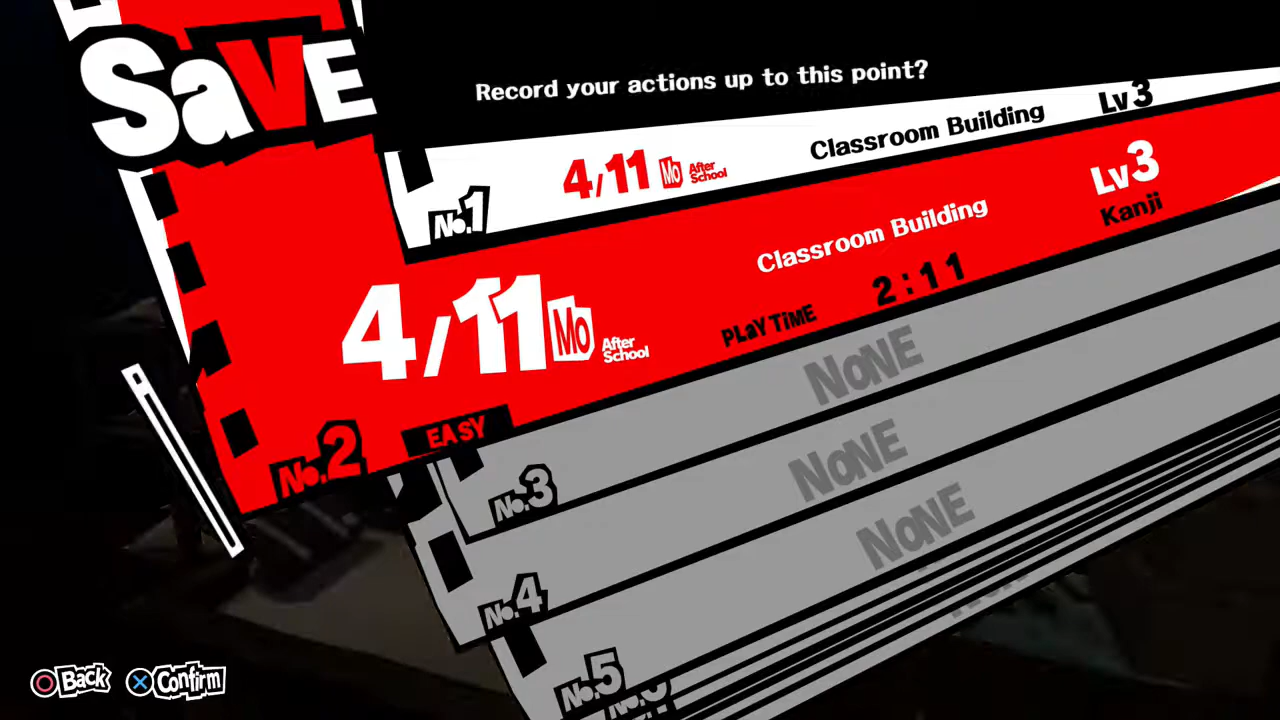 SaVE
Record your actions up to this point?
No.1
4/11 Mo After School
Classroom Building
Lv3
No.2
4/11 Mo After School
Classroom Building
Lv3
Kanji
PLaY TiME 2:11
EASY
No.3
NoNE
No.4
NoNE
No.5
NoNE
Back
Confirm